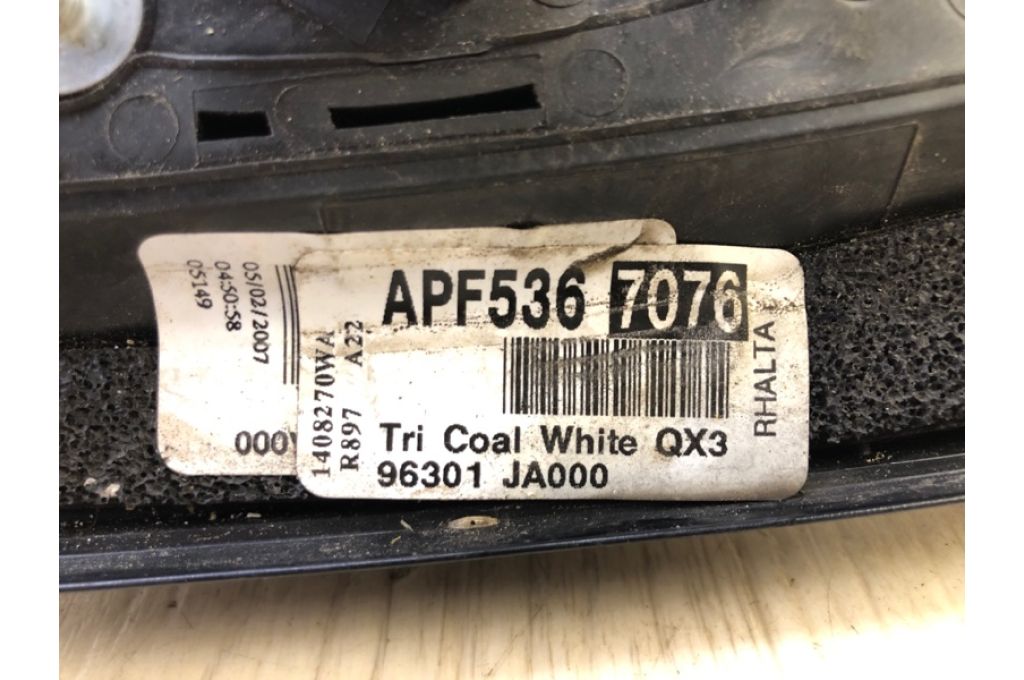 APF536 7076
Tri Coal White QX3
96301 JA000
RHALTA
1408270WA
R897 A22
05/02/2007
04:50:58
05149